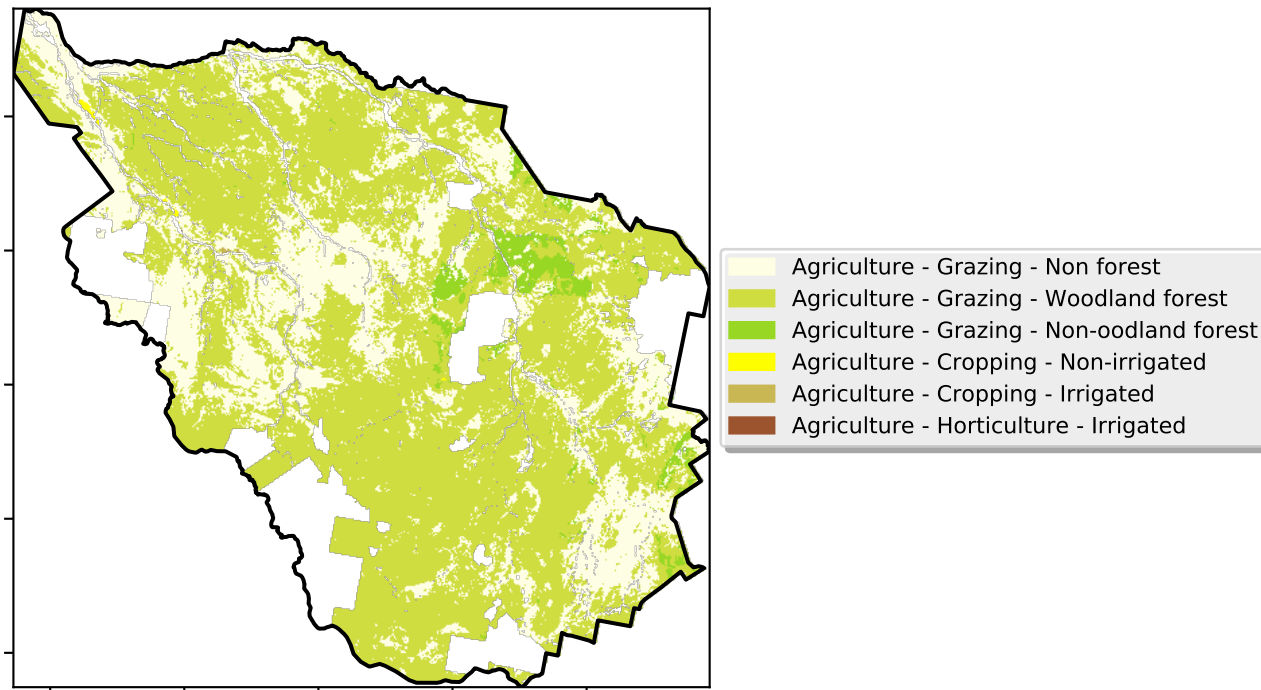 Agriculture - Grazing - Non forest
Agriculture - Grazing - Woodland forest
Agriculture - Grazing - Non-oodland forest
Agriculture - Cropping - Non-irrigated
Agriculture - Cropping - Irrigated
Agriculture - Horticulture - Irrigated